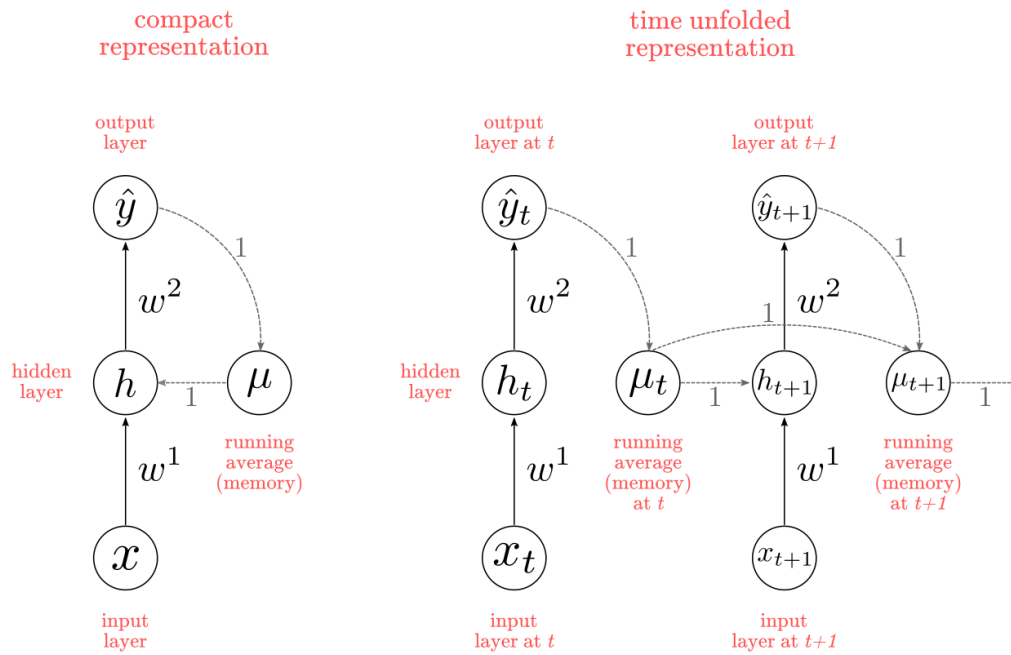 compact
representation
time unfolded
representation
output
layer
output
layer at t
output
layer at t+1
ŷ
ŷₜ
ŷₜ₊₁
1
1
1
w²
w²
1
w²
hidden
layer
h
μ
1
hidden
layer
hₜ
μₜ
1
hₜ₊₁
μₜ₊₁
1
running
average
(memory)
running
average
(memory)
at t
running
average
(memory)
at t+1
w¹
w¹
w¹
x
xₜ
xₜ₊₁
input
layer
input
layer at t
input
layer at t+1